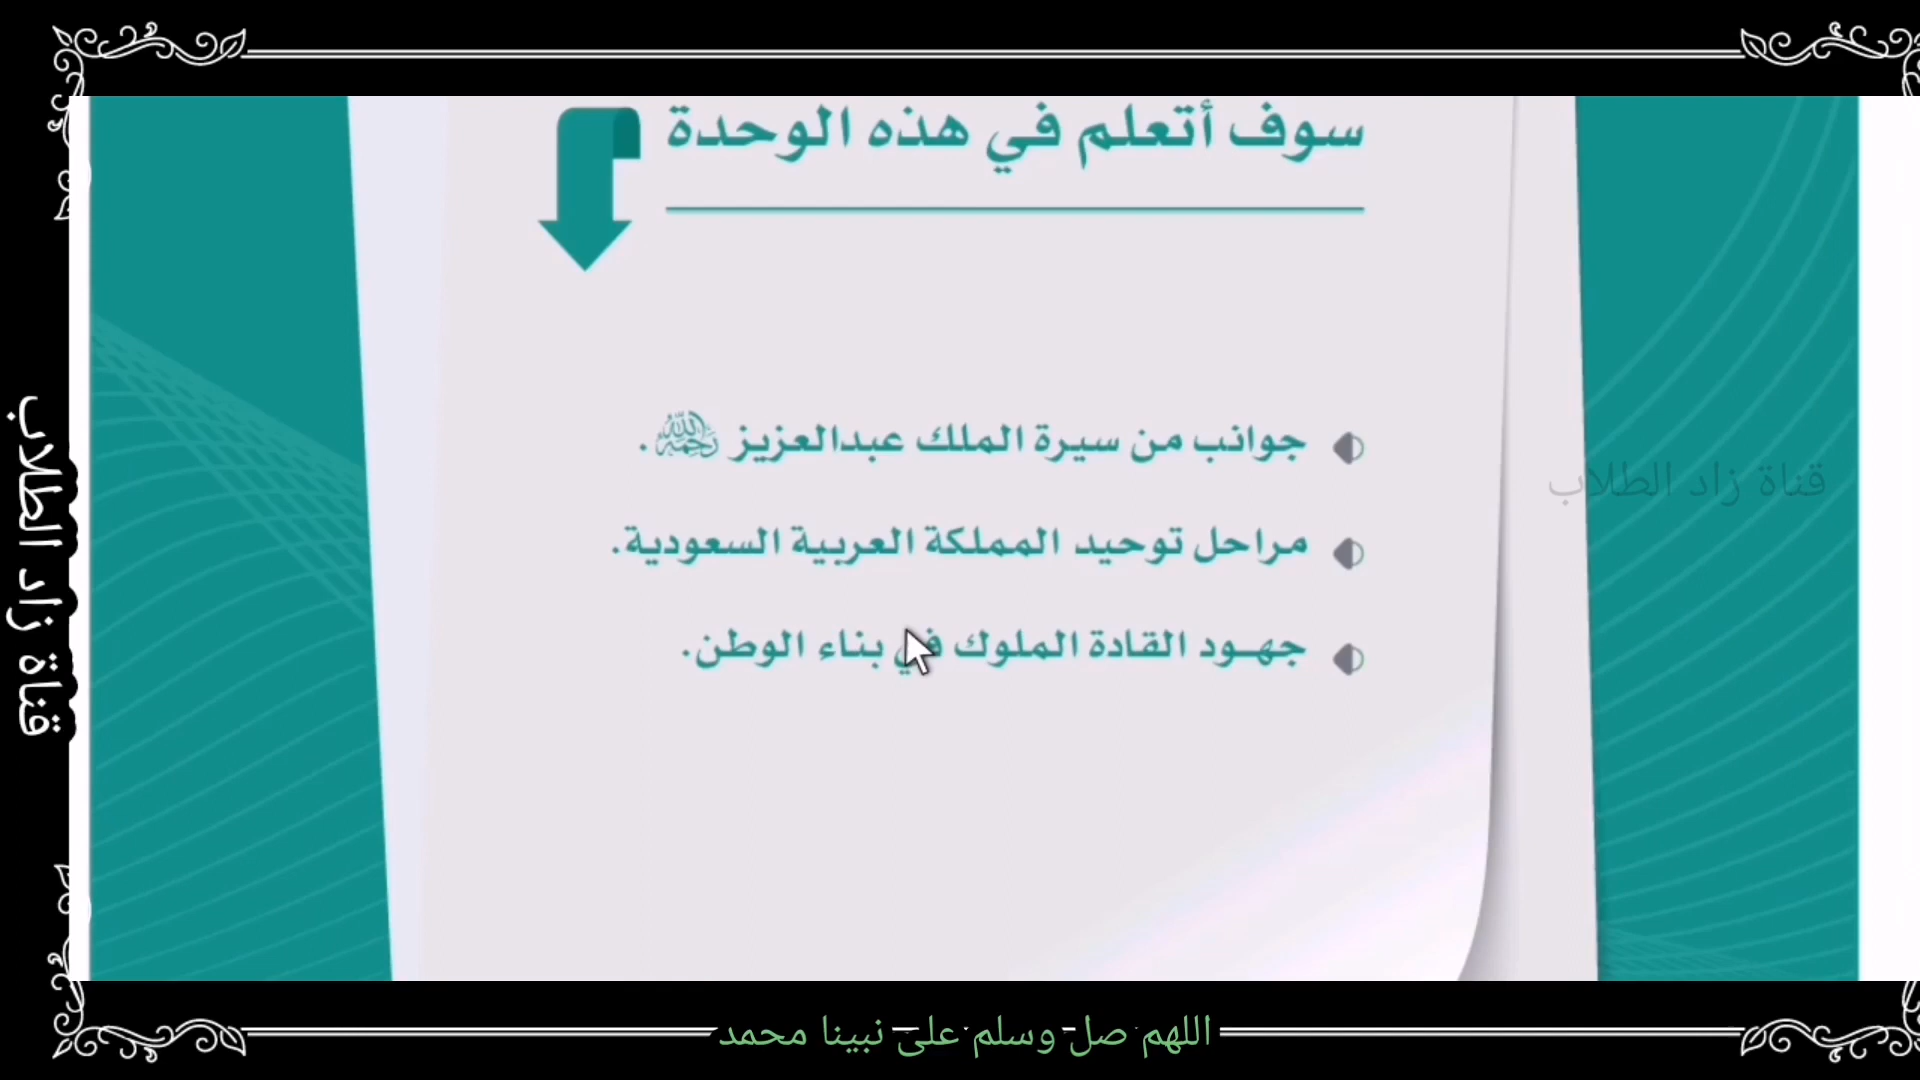 سوف أتعلم في هذه الوحدة
جوانب من سيرة الملك عبدالعزيز رحمه الله.
مراحل توحيد المملكة العربية السعودية.
جهود القادة الملوك في بناء الوطن.
قناة زاد الطلاب
قناة زاد الطلاب
اللهم صل وسلم على نبينا محمد